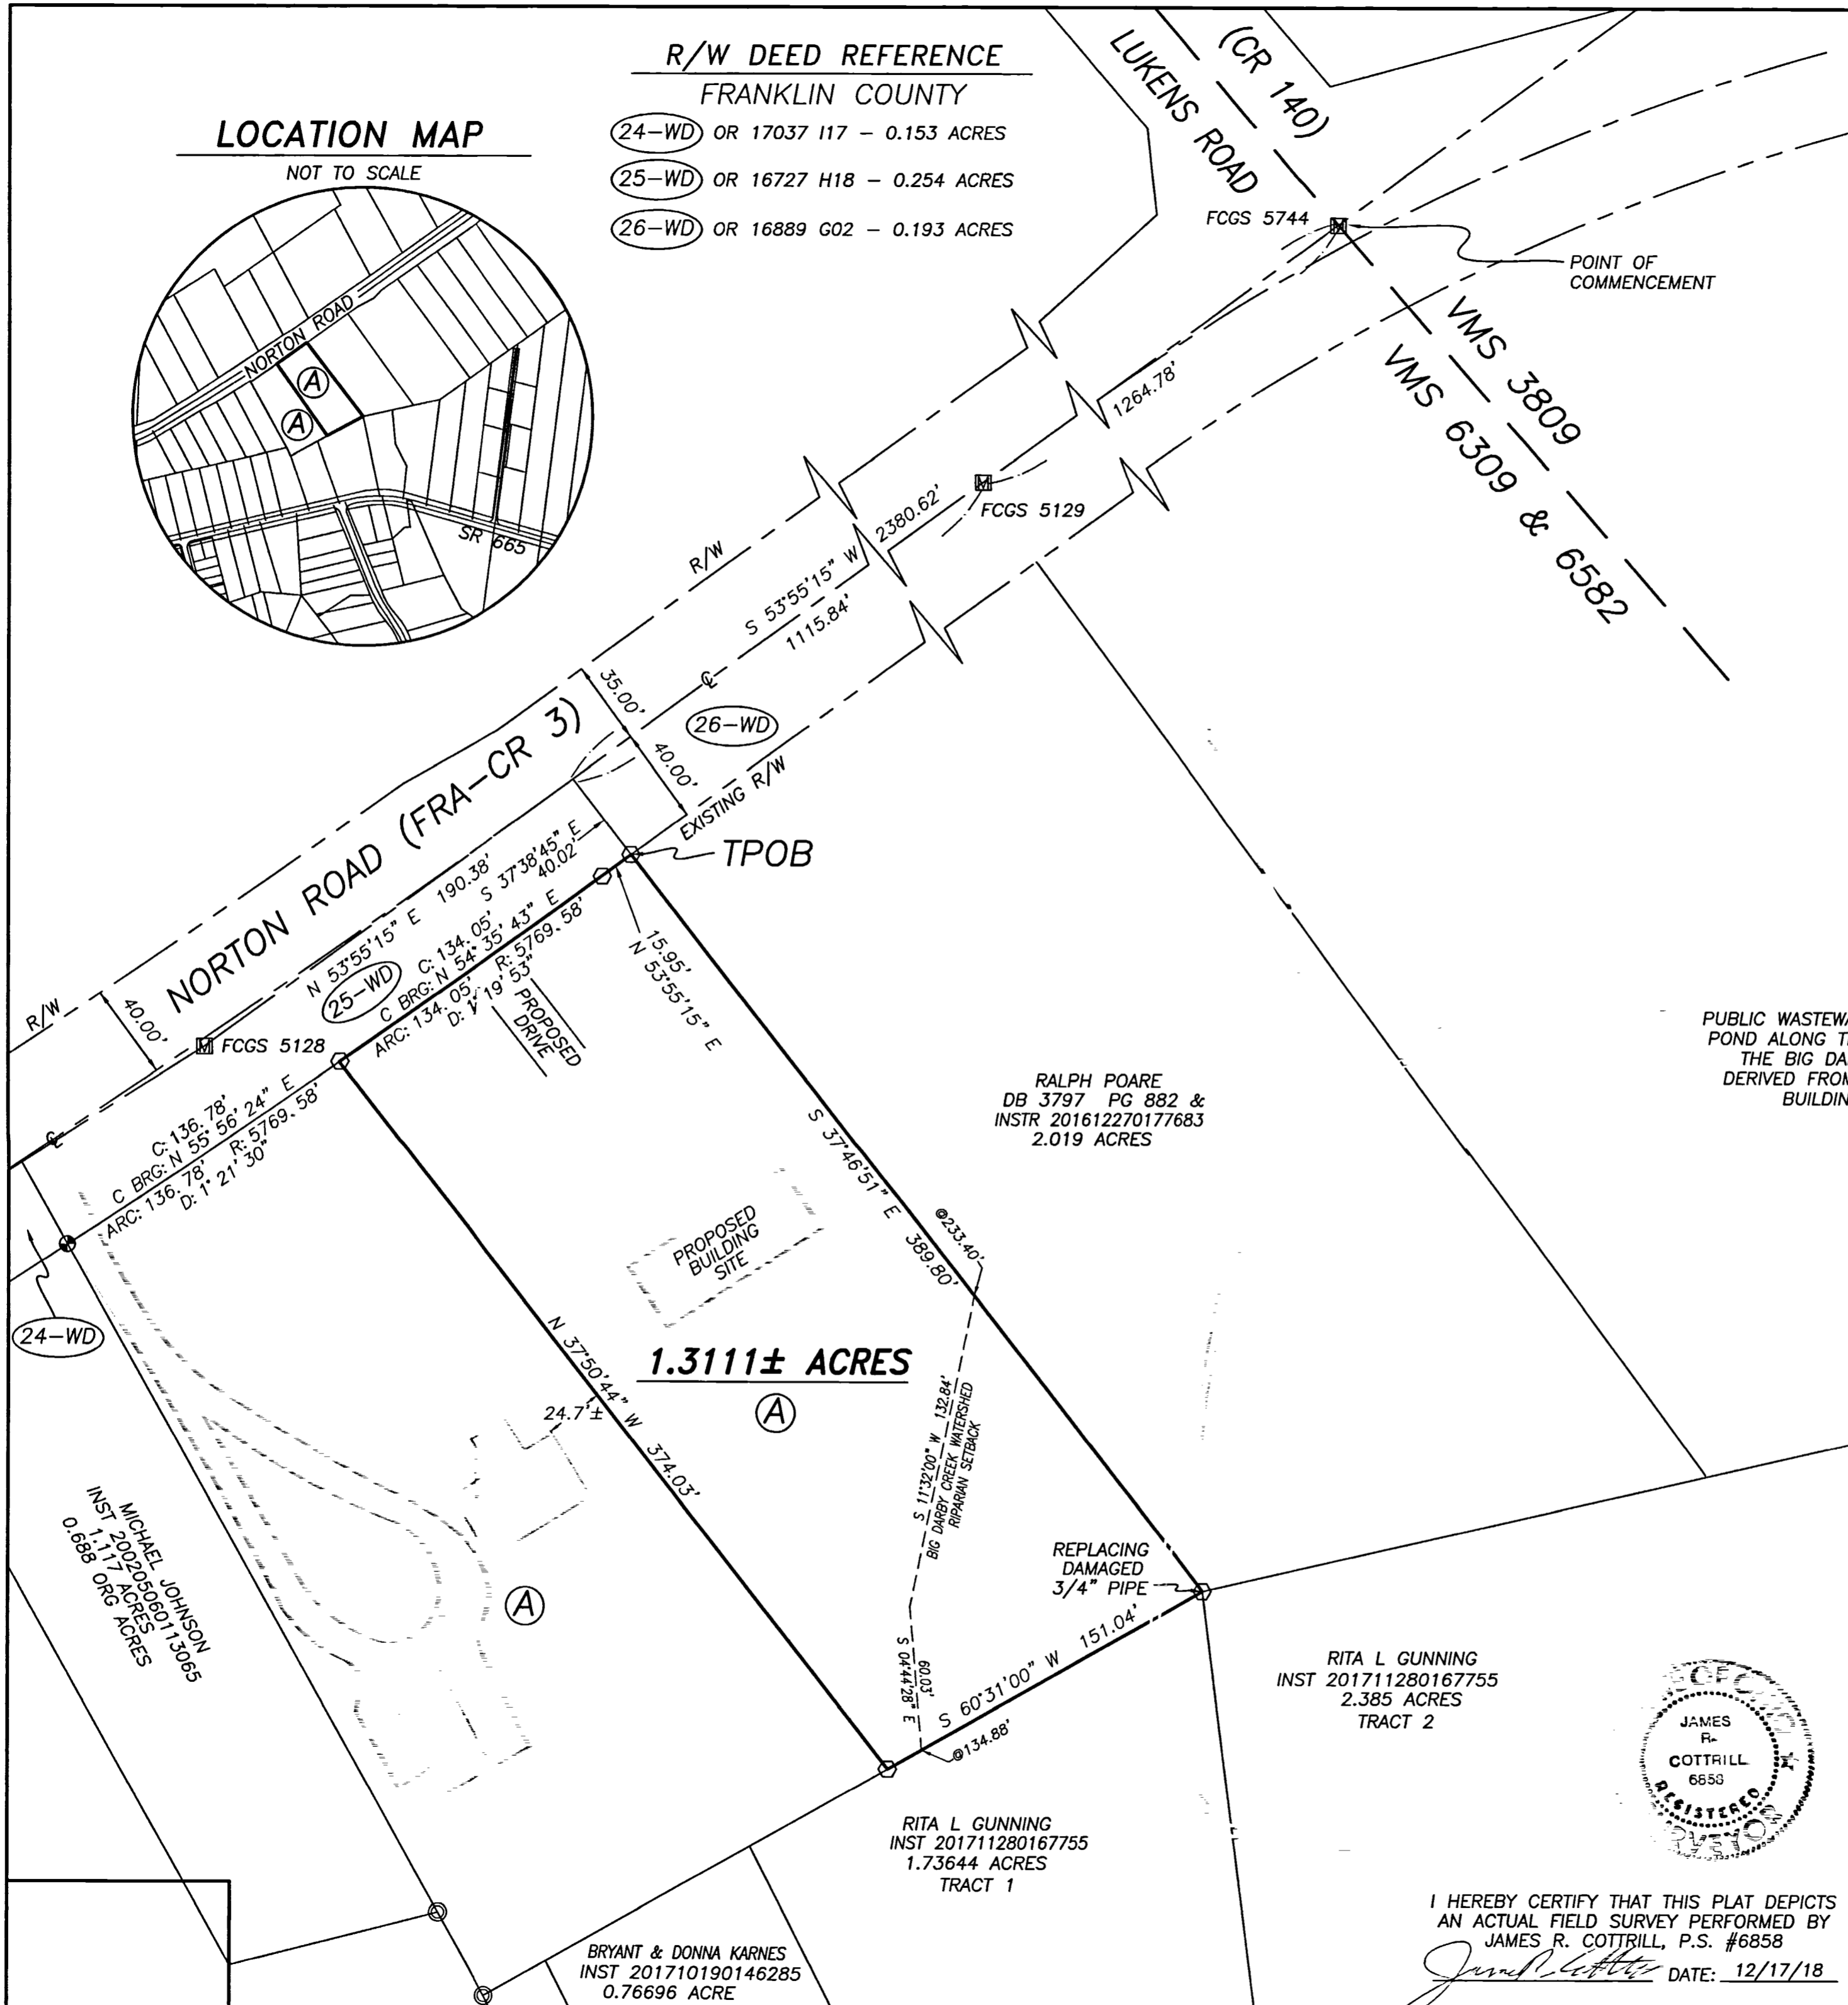 R/W DEED REFERENCE
FRANKLIN COUNTY
24-WD OR 17037 I17 - 0.153 ACRES
25-WD OR 16727 H18 - 0.254 ACRES
26-WD OR 16889 G02 - 0.193 ACRES
LOCATION MAP
NOT TO SCALE
NORTON ROAD
A
A
SR 665
LUKENS ROAD
(CR 140)
FCGS 5744
POINT OF
COMMENCEMENT
VMS 3809
VMS 6309 & 6582
1264.78'
2380.62'
FCGS 5129
S 53°55'15" W
1115.84'
R/W
℄
35.00'
26-WD
40.00'
EXISTING R/W
NORTON ROAD (FRA-CR 3)
TPOB
N 53°55'15" E 190.38'
S 37°38'45" E
40.02'
25-WD
C: 134.05'
C BRG: N 54° 35' 43" E
ARC: 134.05' R: 5769.58'
D: 1° 19' 53"
PROPOSED
DRIVE
15.95'
N 53°55'15" E
R/W
40.00'
FCGS 5128
℄
C: 136.78'
C BRG: N 55° 56' 24" E
ARC: 136.78' R: 5769.58'
D: 1° 21' 30"
24-WD
RALPH POARE
DB 3797 PG 882 &
INSTR 201612270177683
2.019 ACRES
PUBLIC WASTEWA
POND ALONG T
THE BIG DA
DERIVED FROM
BUILDIN
S 37°46'51" E 389.80'
@233.40'
PROPOSED
BUILDING
SITE
1.3111± ACRES
A
N 37°50'44" W 374.03'
24.7'±
S 11°32'00" W 132.84'
BIG DARBY CREEK WATERSHED
RIPARIAN SETBACK
REPLACING
DAMAGED
3/4" PIPE
60.03'
S 04°44'28" E
S 60°31'00" W 151.04'
@134.88'
MICHAEL JOHNSON
INST 200205060113065
1.117 ACRES
0.688 ORG ACRES
A
RITA L GUNNING
INST 201711280167755
2.385 ACRES
TRACT 2
RITA L GUNNING
INST 201711280167755
1.73644 ACRES
TRACT 1
BRYANT & DONNA KARNES
INST 201710190146285
0.76696 ACRE
JAMES
R.
COTTRILL
6858
REGISTERED
I HEREBY CERTIFY THAT THIS PLAT DEPICTS
AN ACTUAL FIELD SURVEY PERFORMED BY
JAMES R. COTTRILL, P.S. #6858
DATE: 12/17/18